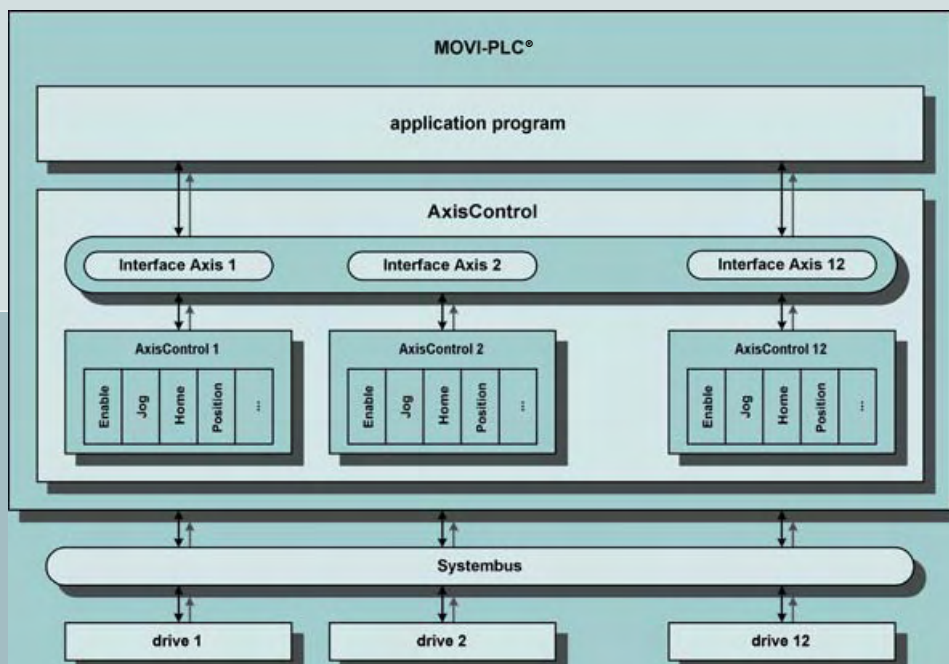 MOVI-PLC®
application program
AxisControl
Interface Axis 1
Interface Axis 2
Interface Axis 12
AxisControl 1
Enable
Jog
Home
Position
...
AxisControl 2
Enable
Jog
Home
Position
...
AxisControl 12
Enable
Jog
Home
Position
...
Systembus
drive 1
drive 2
drive 12